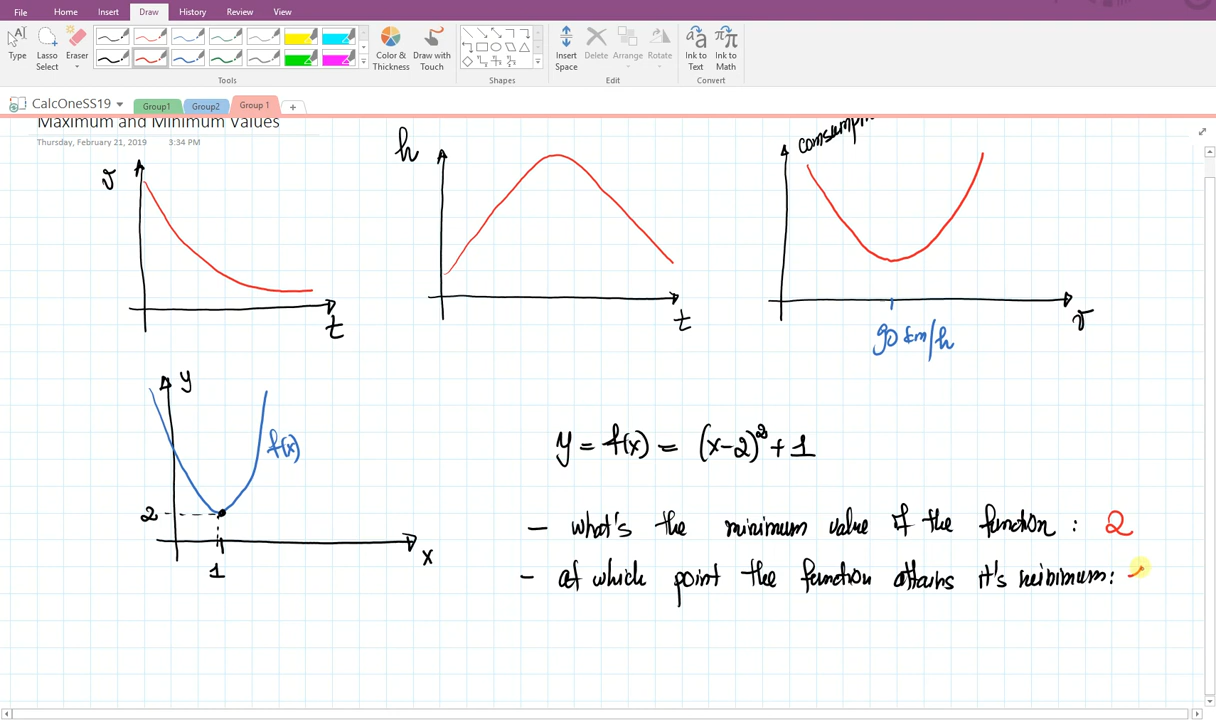 File Home Insert Draw History Review View
Type Lasso Select Eraser Color & Thickness Draw with Touch Insert Space Delete Arrange Rotate Ink to Text Ink to Math
Tools Shapes Edit Convert
CalcOneSS19 Group1 Group2 Group 1 +
Maximum and Minimum Values
Thursday, February 21, 2019 3:34 PM
v
t
h
t
v
90 km/h
y
f(x)
2
1
x
y = f(x) = (x-2)² + 1
- what's the minimum value if the function : 2
- at which point the function attains it's neibimum: